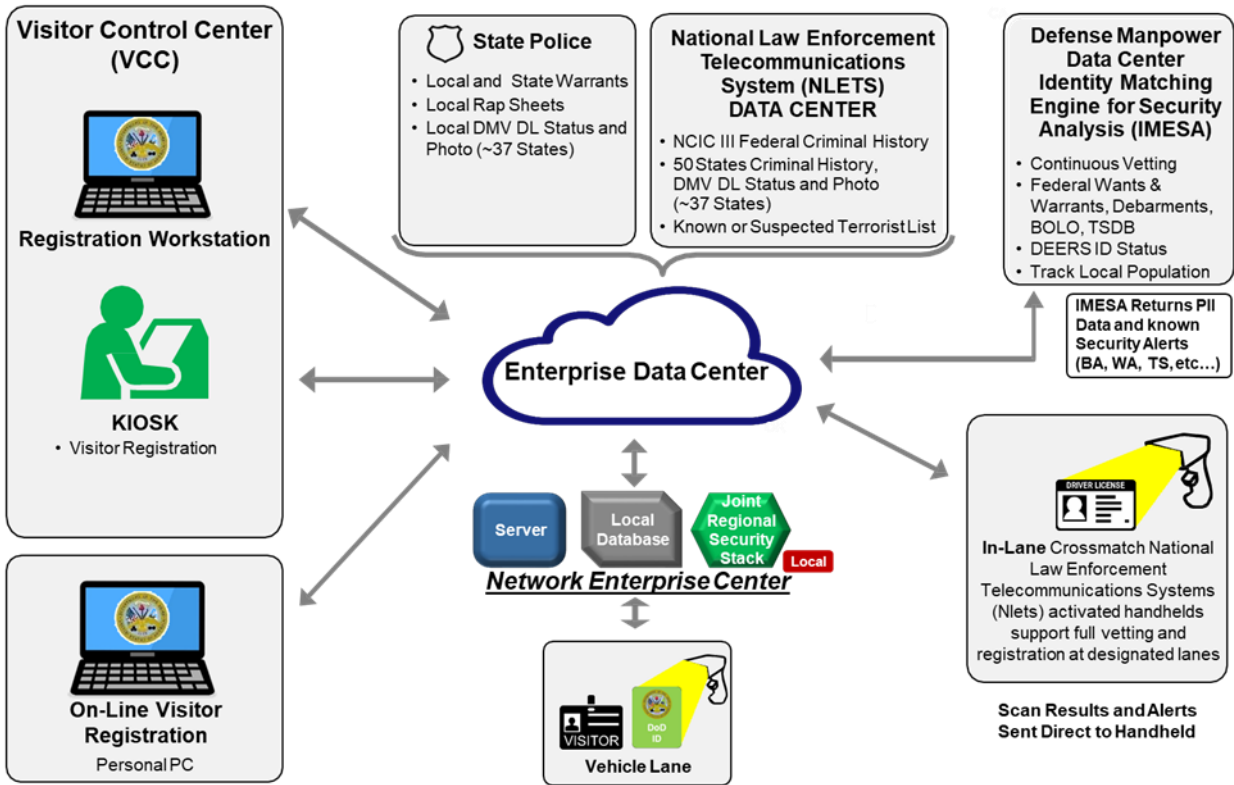 Visitor Control Center
(VCC)
Registration Workstation
KIOSK
• Visitor Registration
On-Line Visitor
Registration
Personal PC
State Police
• Local and State Warrants
• Local Rap Sheets
• Local DMV DL Status and
Photo (~37 States)
National Law Enforcement
Telecommunications
System (NLETS)
DATA CENTER
• NCIC III Federal Criminal History
• 50 States Criminal History,
DMV DL Status and Photo
(~37 States)
• Known or Suspected Terrorist List
Defense Manpower
Data Center
Identity Matching
Engine for Security
Analysis (IMESA)
• Continuous Vetting
• Federal Wants &
Warrants, Debarments,
BOLO, TSDB
• DEERS ID Status
• Track Local Population
IMESA Returns PII
Data and known
Security Alerts
(BA, WA, TS, etc...)
Enterprise Data Center
Server
Local
Database
Joint
Regional
Security
Stack
Local
Network Enterprise Center
VISITOR
DoD
ID
Vehicle Lane
DRIVER LICENSE
In-Lane Crossmatch National
Law Enforcement
Telecommunications Systems
(Nlets) activated handhelds
support full vetting and
registration at designated lanes
Scan Results and Alerts
Sent Direct to Handheld